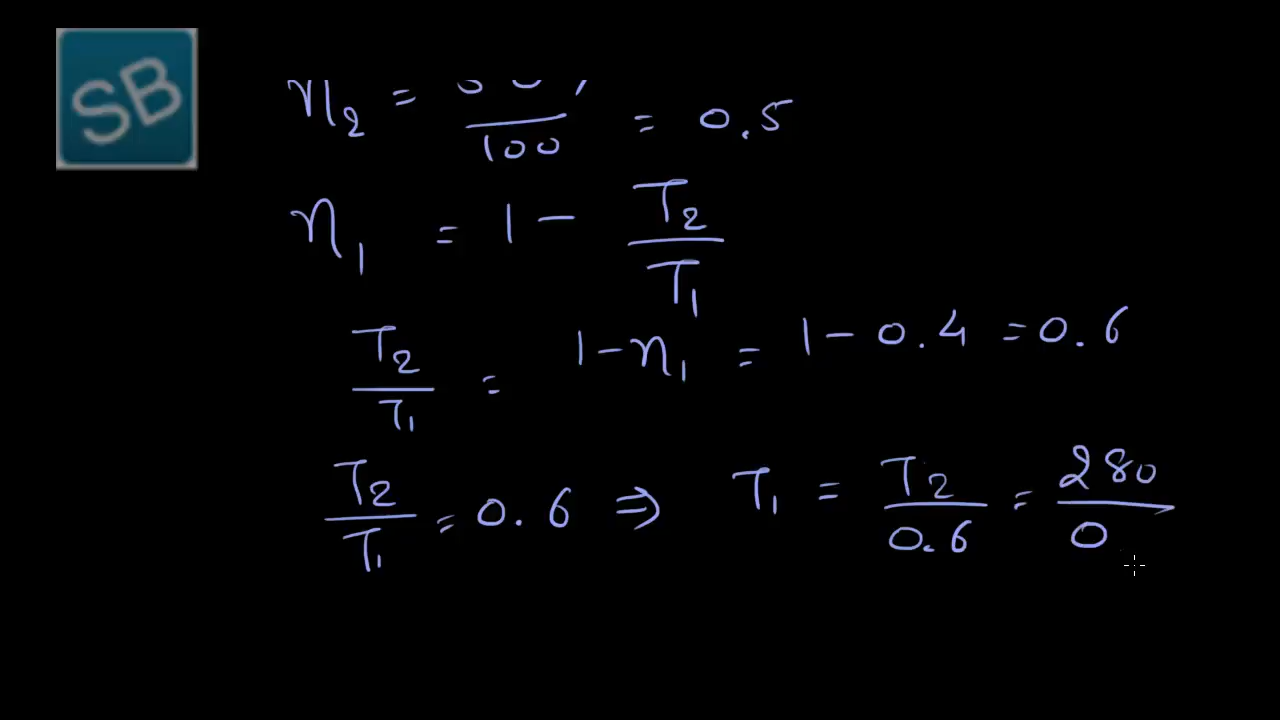 SB
η₂ = /100 = 0.5
η₁ = 1 - T₂/T₁
T₂/T₁ = 1 - η₁ = 1 - 0.4 = 0.6
T₂/T₁ = 0.6 ⇒ T₁ = T₂/0.6 = 280/0